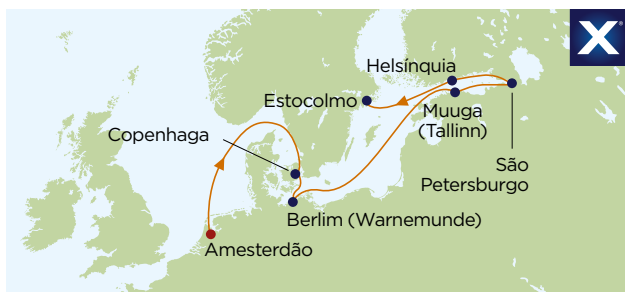 X
Helsínquia
Estocolmo
Muuga
(Tallinn)
Copenhaga
São
Petersburgo
Berlim (Warnemunde)
Amesterdão